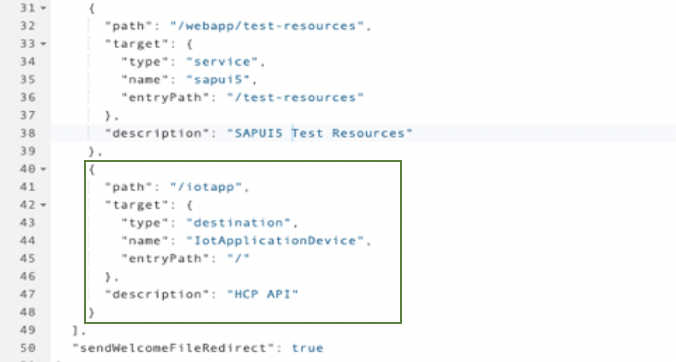 31 {
32 "path": "/webapp/test-resources",
33 "target": {
34 "type": "service",
35 "name": "sapui5",
36 "entryPath": "/test-resources"
37 },
38 "description": "SAPUI5 Test Resources"
39 },
40 {
41 "path": "/iotapp",
42 "target": {
43 "type": "destination",
44 "name": "IotApplicationDevice",
45 "entryPath": "/"
46 },
47 "description": "HCP API"
48 }
49 ],
50 "sendWelcomeFileRedirect": true